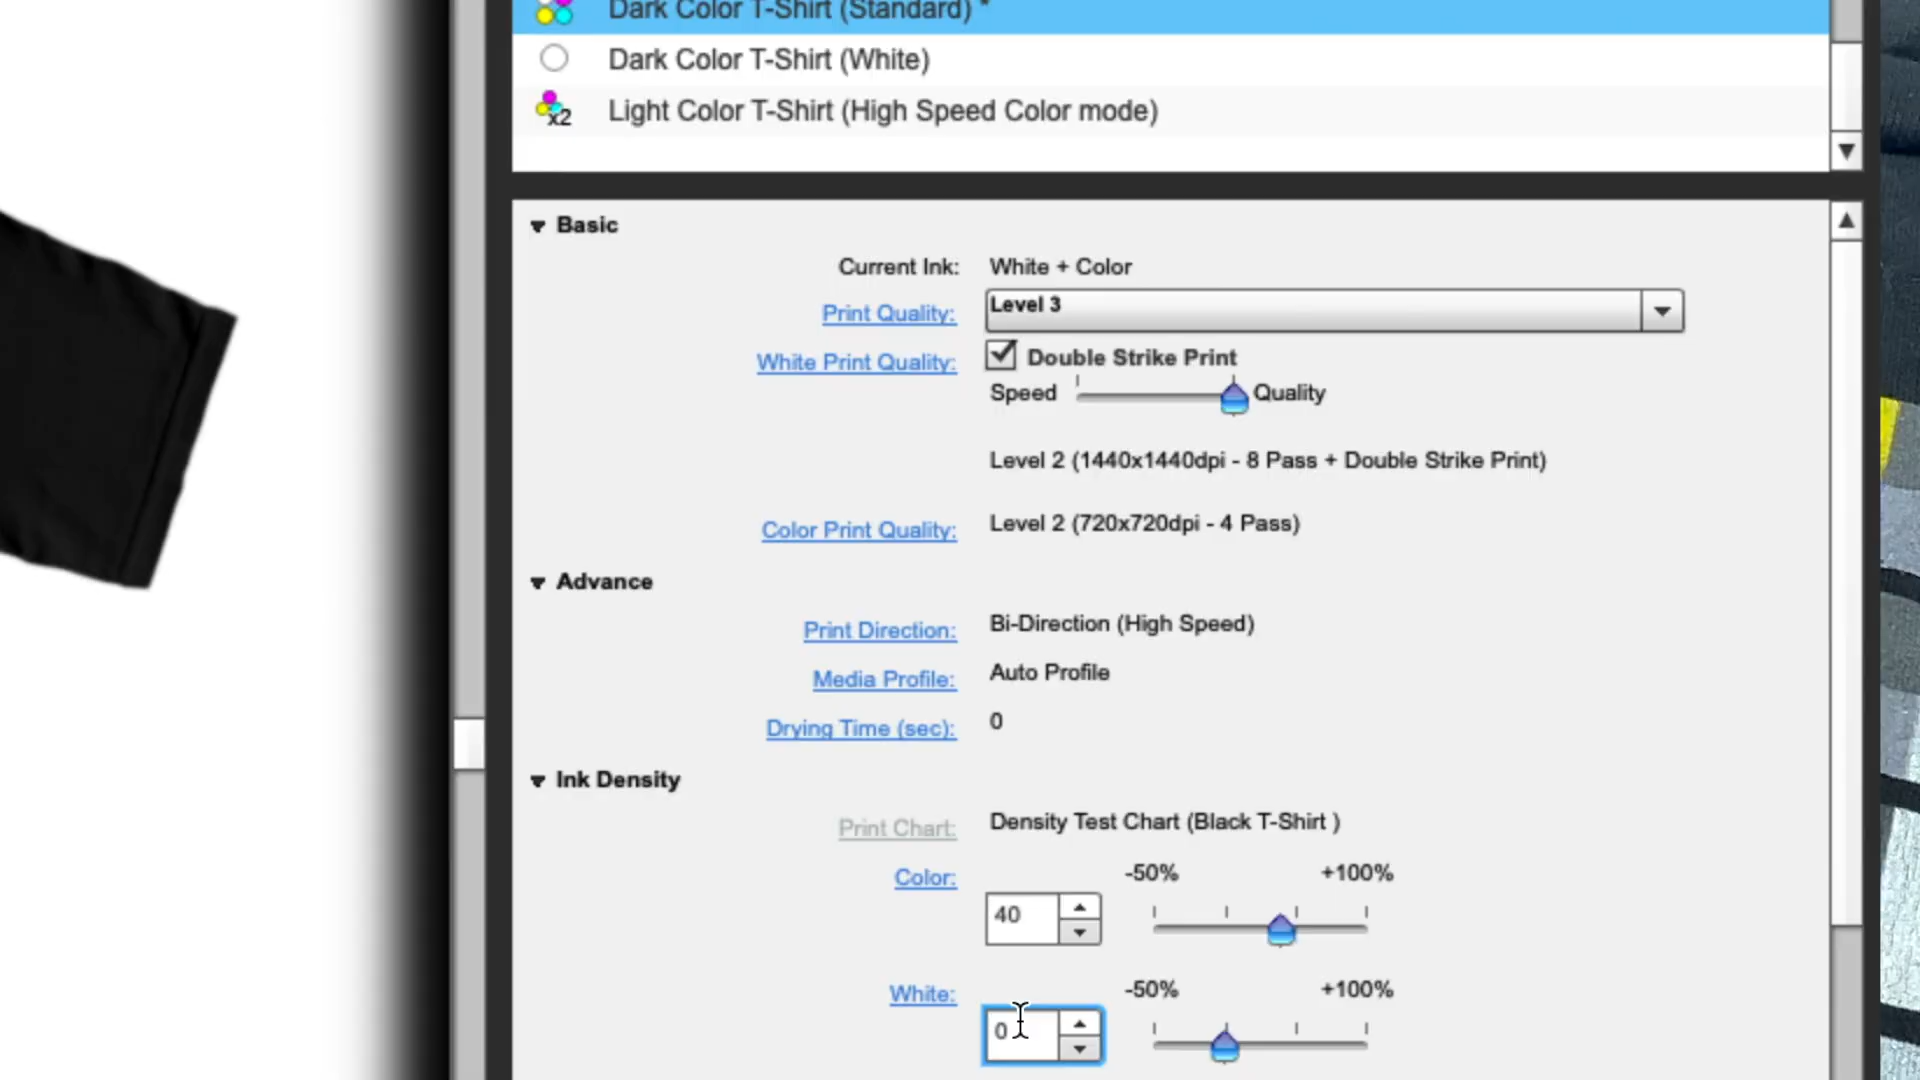 Dark Color T-Shirt (Standard) *
Dark Color T-Shirt (White)
x2 Light Color T-Shirt (High Speed Color mode)
Basic
Current Ink: White + Color
Print Quality: Level 3
White Print Quality: Double Strike Print
Speed Quality
Level 2 (1440x1440dpi - 8 Pass + Double Strike Print)
Color Print Quality: Level 2 (720x720dpi - 4 Pass)
Advance
Print Direction: Bi-Direction (High Speed)
Media Profile: Auto Profile
Drying Time (sec): 0
Ink Density
Print Chart: Density Test Chart (Black T-Shirt )
Color: -50% +100%
40
White: -50% +100%
0